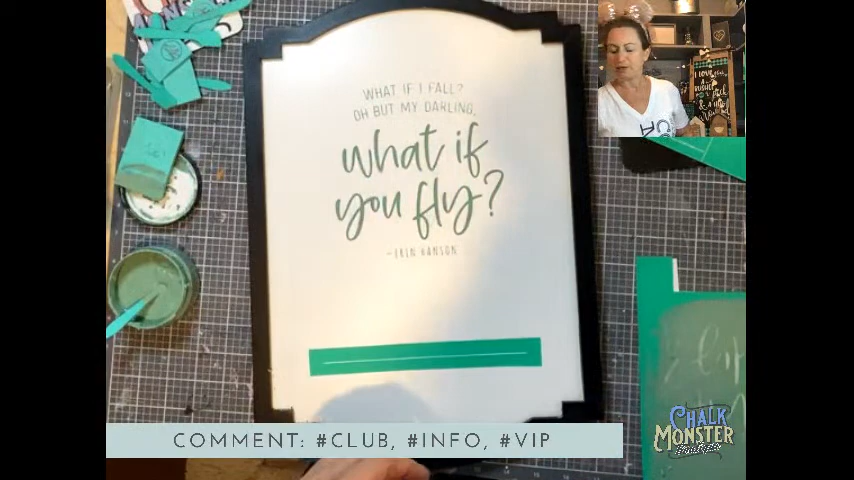 WHAT IF I FALL?
OH BUT MY DARLING,
what if
you fly?
-ERIN HANSON
COMMENT: #CLUB, #INFO, #VIP
CHALK
MONSTER
I LOVE